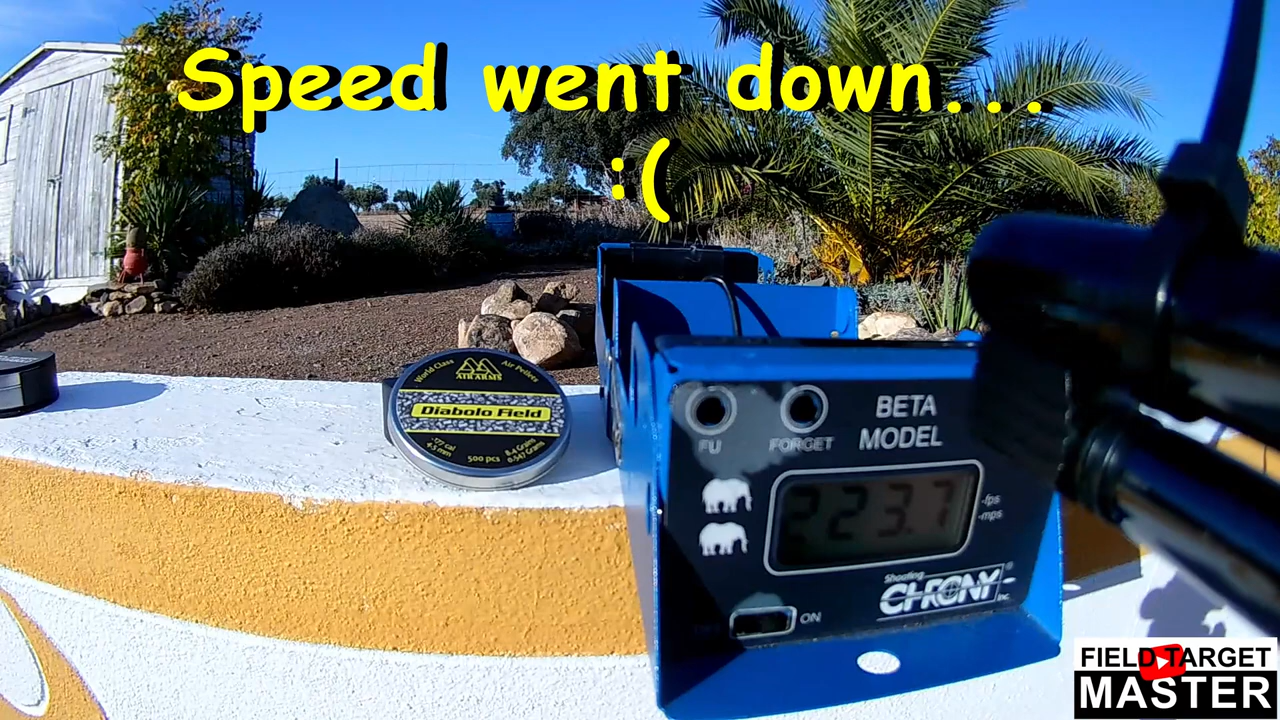 Speed went down...
:(
World Class Air Pellets
AIR ARMS
Diabolo Field
.177 cal
4.5 mm
500 pcs
8.4 Grains
0.547 Grams
BETA
MODEL
FU
FORGET
223.7
-fps
-mps
Shooting
CHRONY
Inc.
ON
FIELD TARGET
MASTER